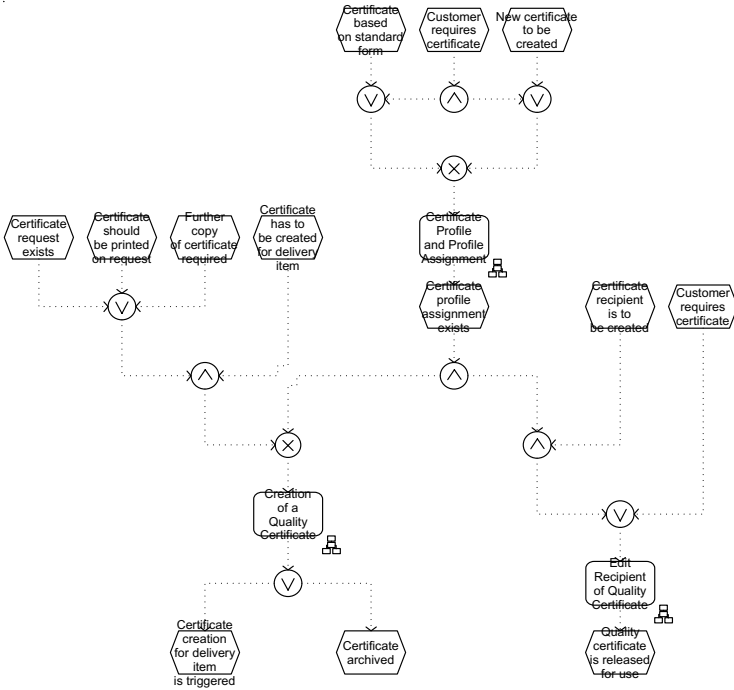 Certificate
based
on standard
form
Customer
requires
certificate
New certificate
to be
created
Certificate
request
exists
Certificate
should
be printed
on request
Further
copy
of certificate
required
Certificate
has to
be created
for delivery
item
Certificate
Profile
and Profile
Assignment
Certificate
profile
assignment
exists
Certificate
recipient
is to
be created
Customer
requires
certificate
Creation
of a
Quality
Certificate
Edit
Recipient
of Quality
Certificate
Certificate
creation
for delivery
item
is triggered
Certificate
archived
Quality
certificate
is released
for use